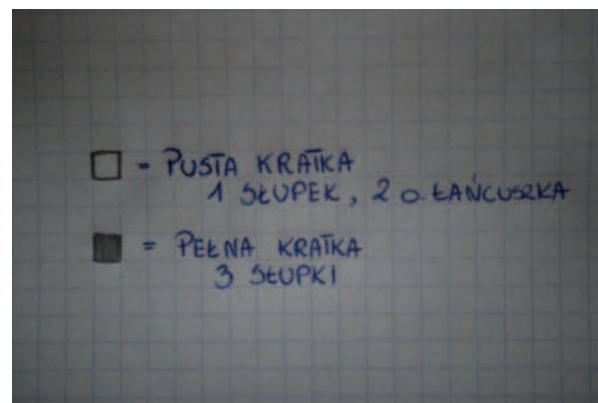 = PUSTA KRATKA
1 SŁUPEK, 2 O. ŁAŃCUSZKA
= PEŁNA KRATKA
3 SŁUPKI